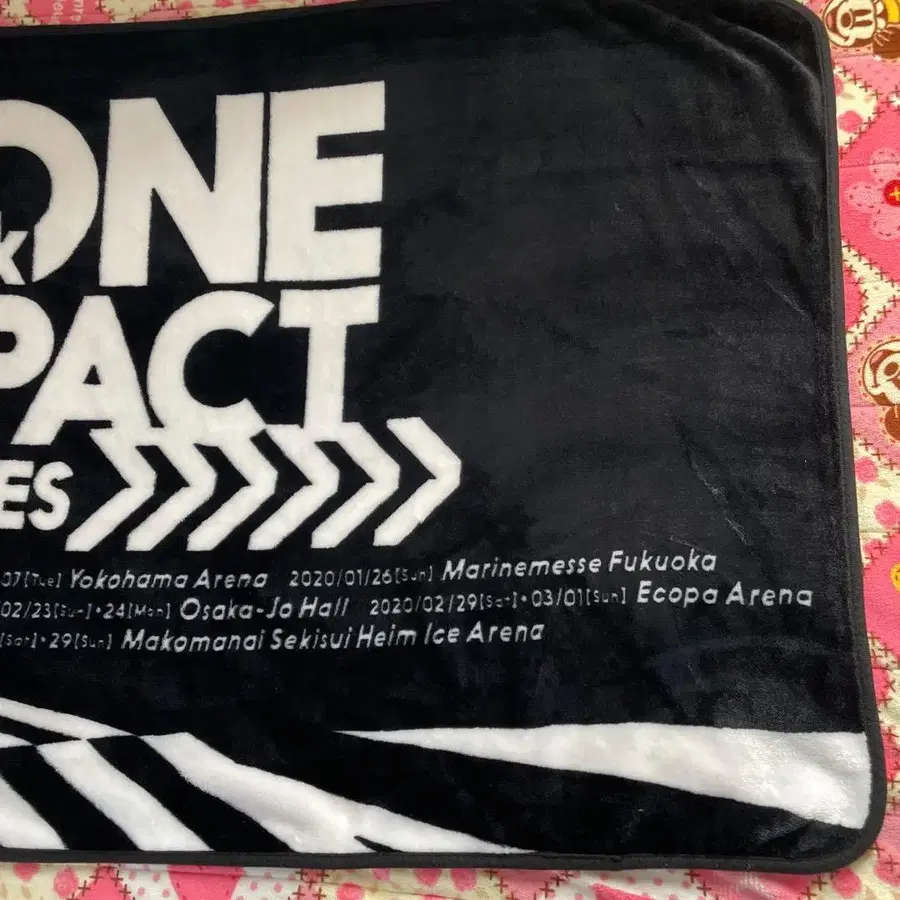 ONE
K
PACT
ES
07[Tue] Yokohama Arena 2020/01/26[Sun] Marinemesse Fukuoka
02/23[Sun]・24[Mon] Osaka-Jo Hall 2020/02/29[Sat]・03/01[Sun] Ecopa Arena
[Sat]・29[Sun] Makomanai Sekisui Heim Ice Arena